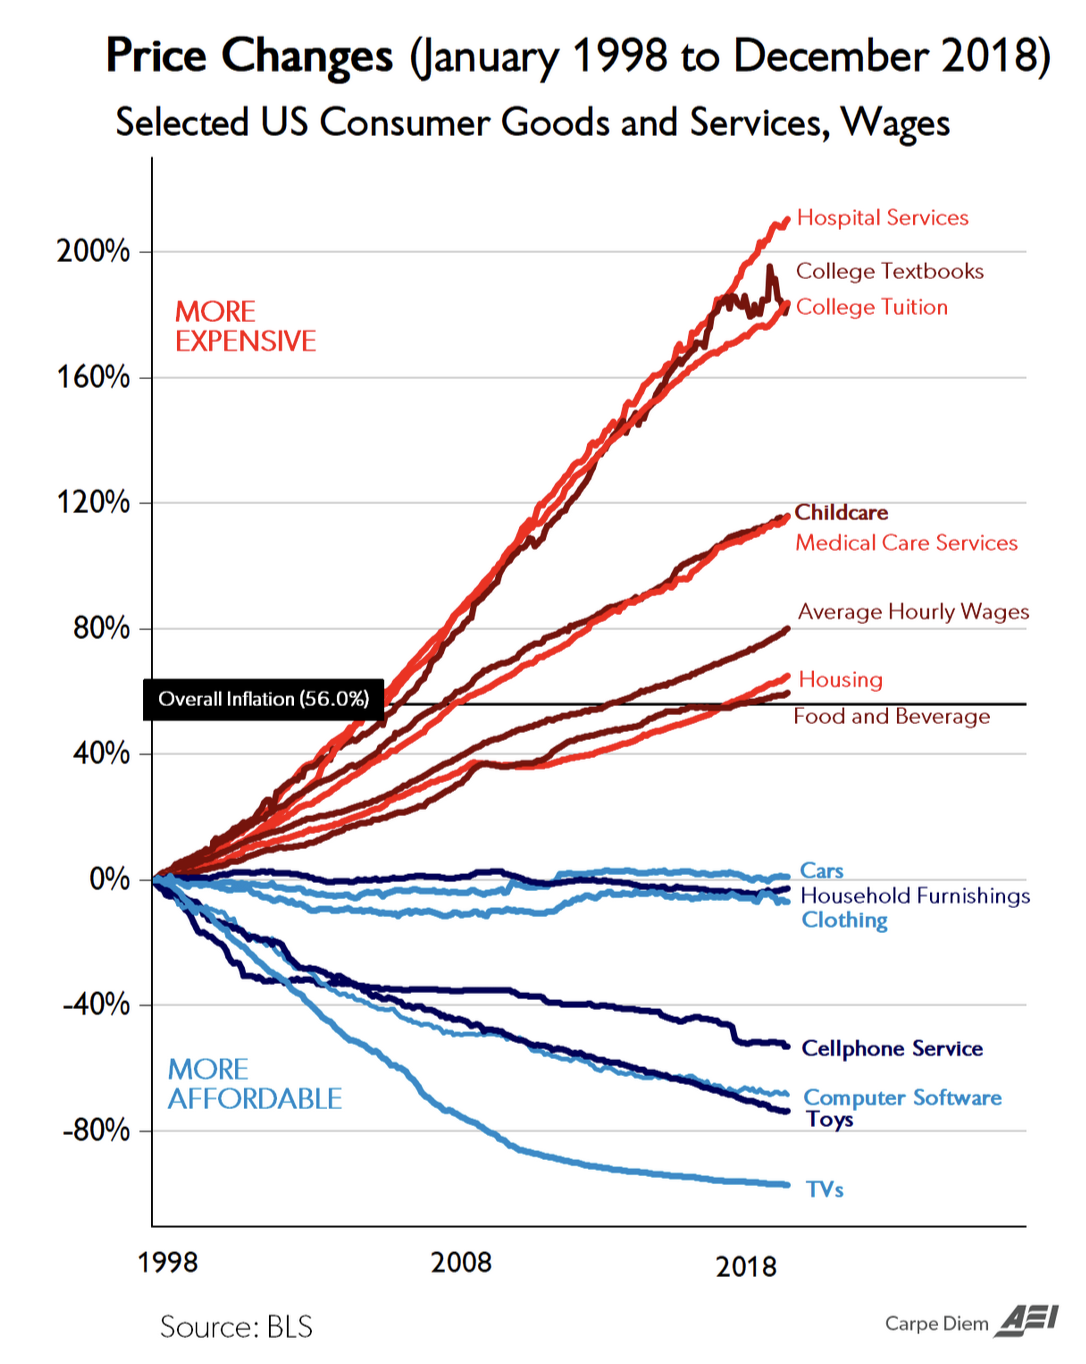 Price Changes (January 1998 to December 2018)
Selected US Consumer Goods and Services, Wages
200%
160%
120%
80%
40%
0%
-40%
-80%
MORE
EXPENSIVE
Overall Inflation (56.0%)
MORE
AFFORDABLE
Hospital Services
College Textbooks
College Tuition
Childcare
Medical Care Services
Average Hourly Wages
Housing
Food and Beverage
Cars
Household Furnishings
Clothing
Cellphone Service
Computer Software
Toys
TVs
1998
2008
2018
Source: BLS
Carpe Diem AEI